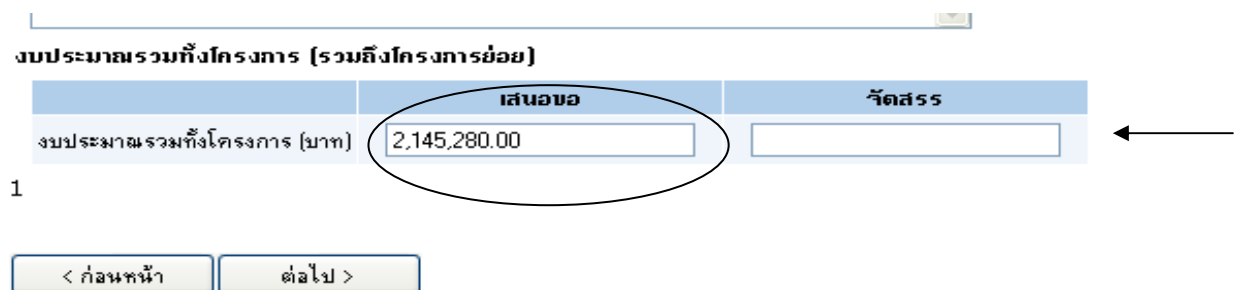 งบประมาณรวมทั้งโครงการ (รวมถึงโครงการย่อย)
เสนอขอ จัดสรร
งบประมาณรวมทั้งโครงการ (บาท) 2,145,280.00
1
< ก่อนหน้า ต่อไป >